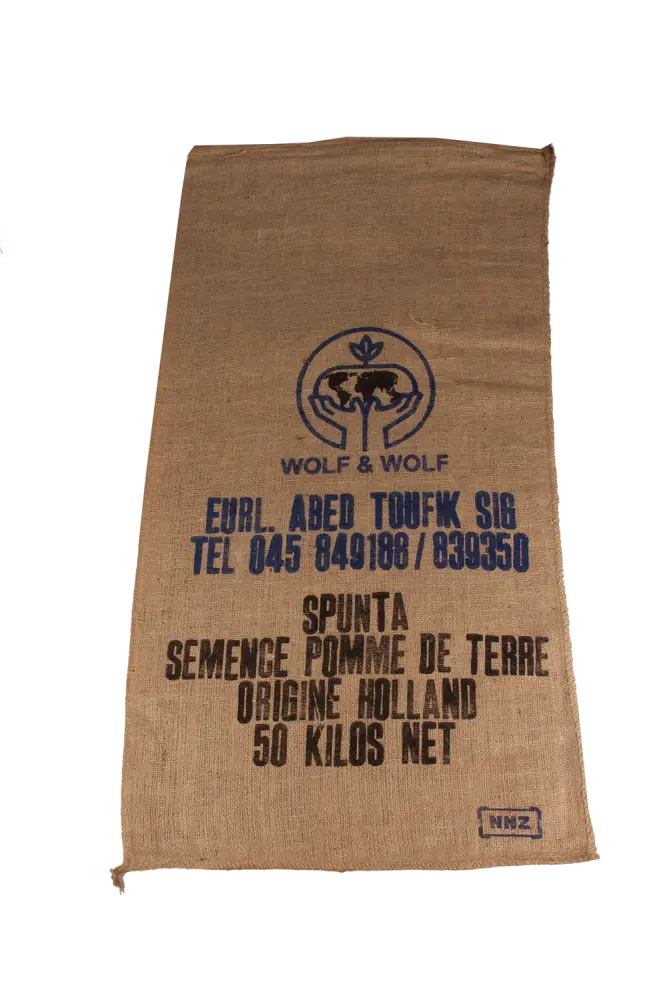 WOLF & WOLF
EURL. ABED TOUFIK SIG
TEL 045 849188 / 839350
SPUNTA
SEMENCE POMME DE TERRE
ORIGINE HOLLAND
50 KILOS NET
NNZ